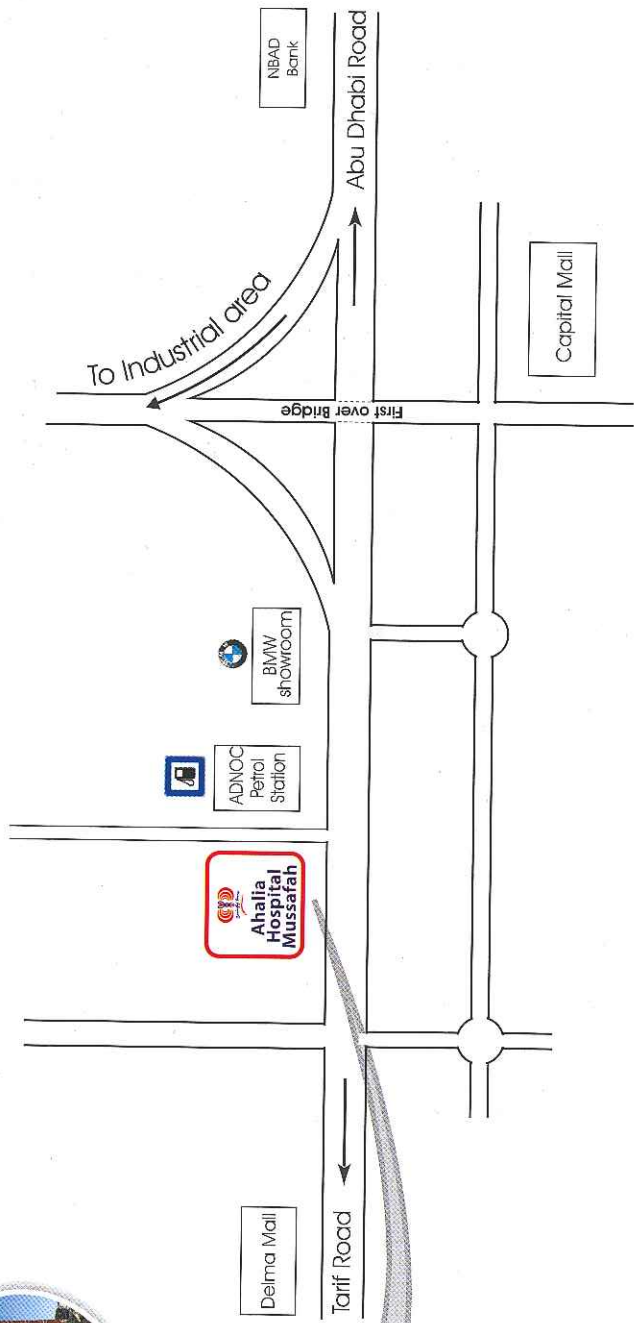 NBAD
Bank
Abu Dhabi Road
To Industrial area
First over Bridge
Capital Mall
BMW
showroom
ADNOC
Petrol
Station
Ahalia
Hospital
Mussafah
Delma Mall
Tarif Road